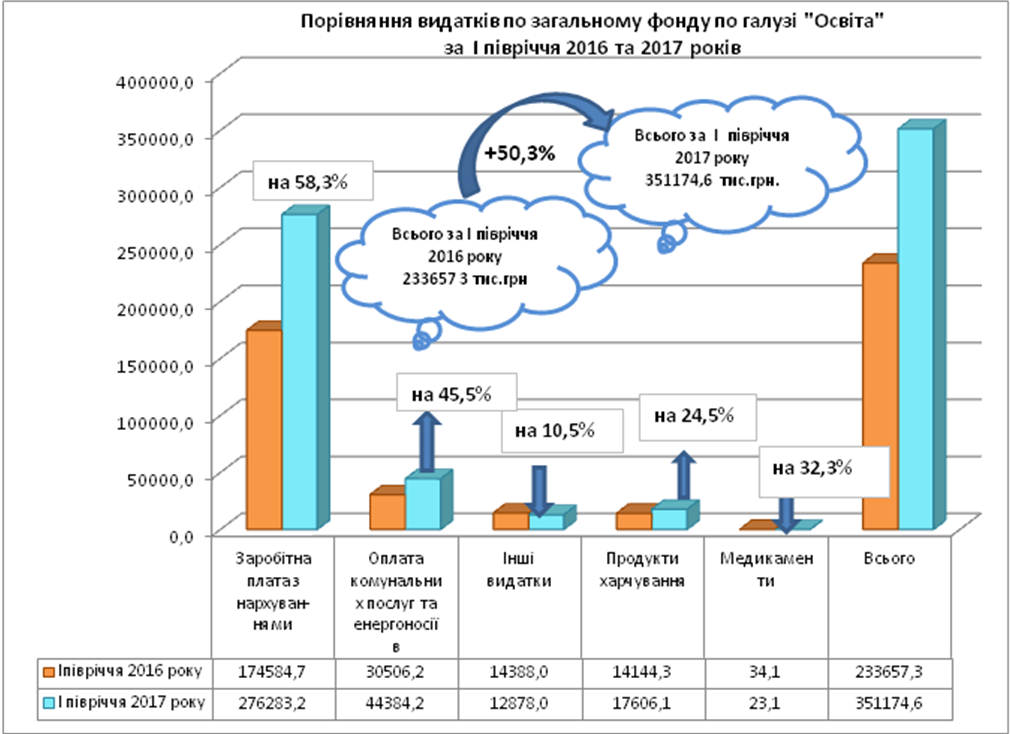 Порівняння видатків по загальному фонду по галузі "Освіта"
за І півріччя 2016 та 2017 років
400000,0
350000,0
300000,0
250000,0
200000,0
150000,0
100000,0
50000,0
0,0
на 58,3%
+50,3%
Всього за І півріччя
2017 року
351174,6 тис.грн.
Всього за І півріччя
2016 року
233657 3 тис.грн
на 45,5%
на 10,5%
на 24,5%
на 32,3%
Заробітна
плата з
нархуван-
нями
Оплата
комунальни
х послуг та
енергоносії
в
Інші
видатки
Продукти
харчування
Медикамен
ти
Всього
Іпівріччя 2016 року 174584,7 30506,2 14388,0 14144,3 34,1 233657,3
І півріччя 2017 року 276283,2 44384,2 12878,0 17606,1 23,1 351174,6